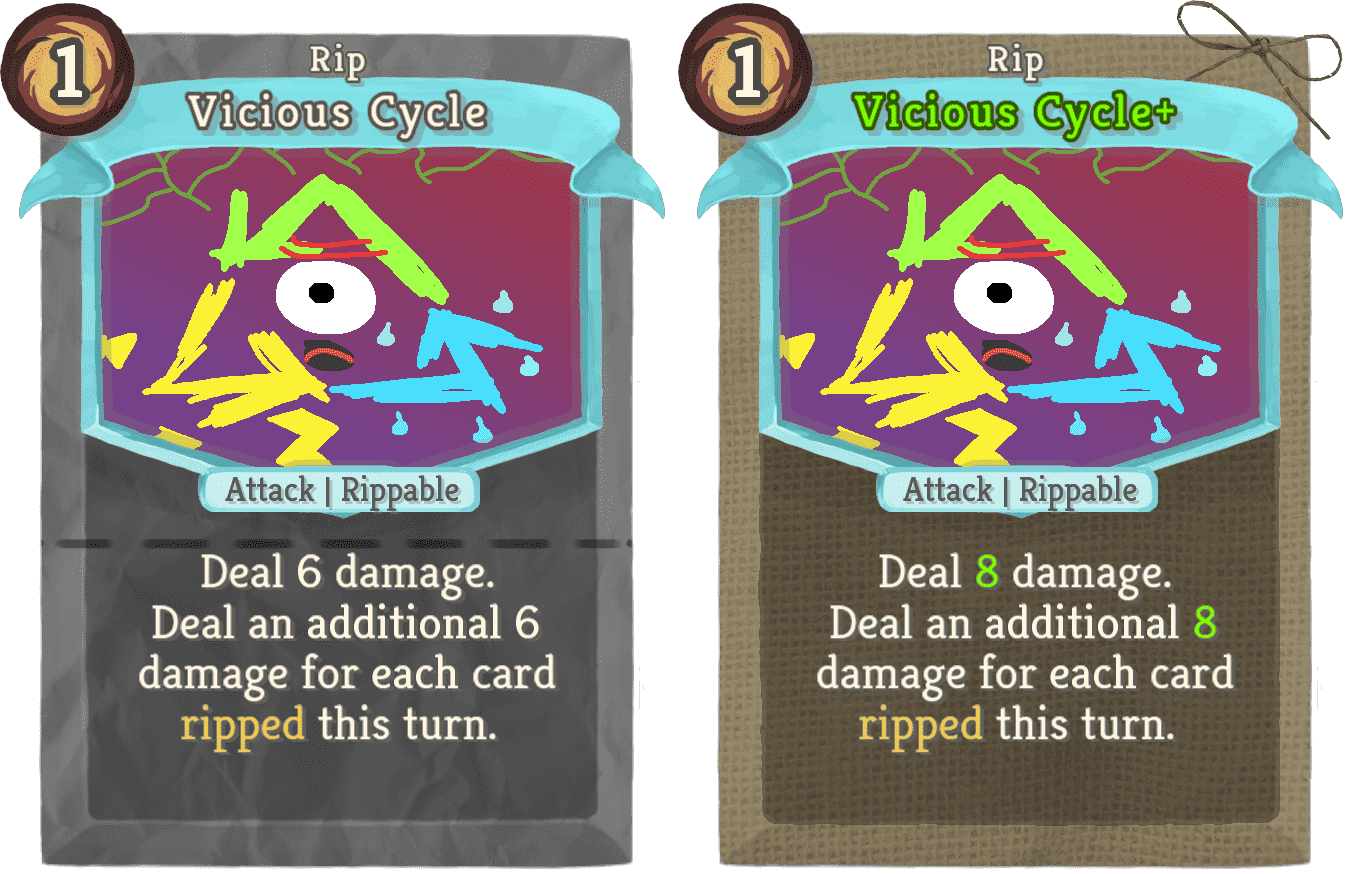 1
Rip
Vicious Cycle
Attack | Rippable
Deal 6 damage.
Deal an additional 6
damage for each card
ripped this turn.
1
Rip
Vicious Cycle+
Attack | Rippable
Deal 8 damage.
Deal an additional 8
damage for each card
ripped this turn.